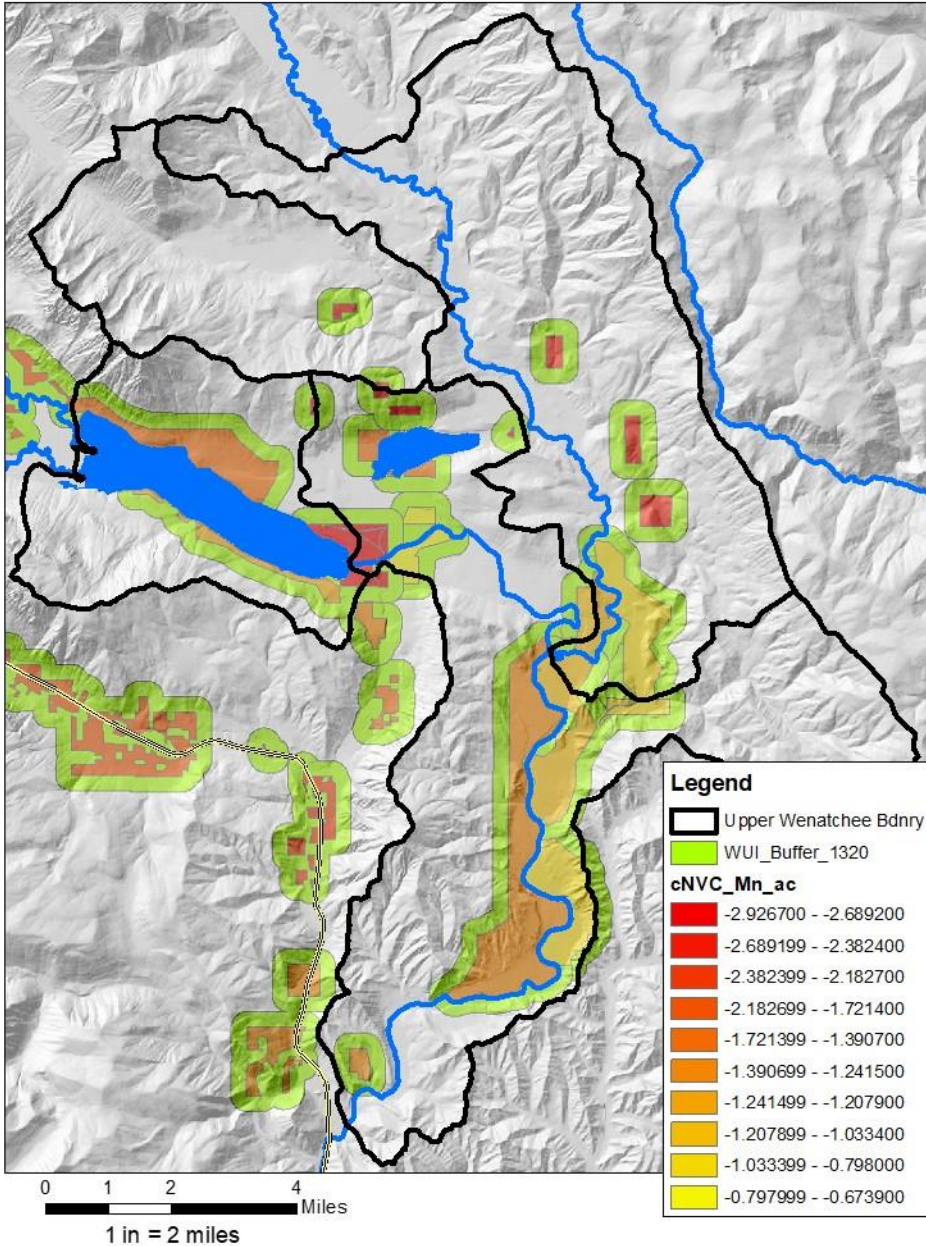 Legend
Upper Wenatchee Bdnry
WUI_Buffer_1320
cNVC_Mn_ac
-2.926700 - -2.689200
-2.689199 - -2.382400
-2.382399 - -2.182700
-2.182699 - -1.721400
-1.721399 - -1.390700
-1.390699 - -1.241500
-1.241499 - -1.207900
-1.207899 - -1.033400
-1.033399 - -0.798000
-0.797999 - -0.673900
0 1 2 4
Miles
1 in = 2 miles